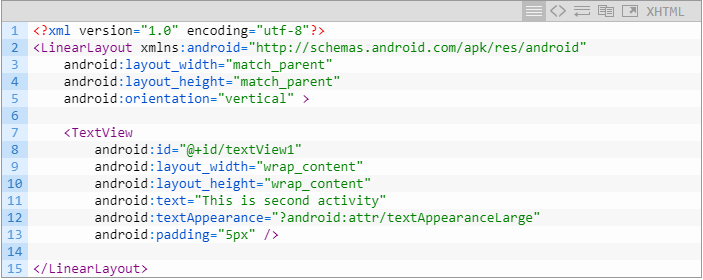 XHTML
1 <?xml version="1.0" encoding="utf-8"?>
2 <LinearLayout xmlns:android="http://schemas.android.com/apk/res/android"
3     android:layout_width="match_parent"
4     android:layout_height="match_parent"
5     android:orientation="vertical" >
6
7     <TextView
8         android:id="@+id/textView1"
9         android:layout_width="wrap_content"
10         android:layout_height="wrap_content"
11         android:text="This is second activity"
12         android:textAppearance="?android:attr/textAppearanceLarge"
13         android:padding="5px" />
14
15 </LinearLayout>